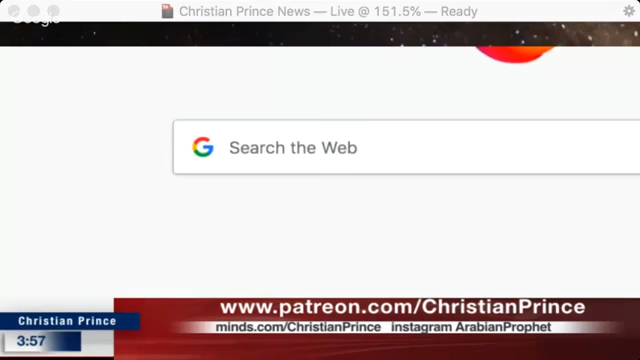 Christian Prince News — Live @ 151.5% — Ready
Google
G Search the Web
www.patreon.com/ChristianPrince
Christian Prince
minds.com/ChristianPrince instagram ArabianProphet
3:57